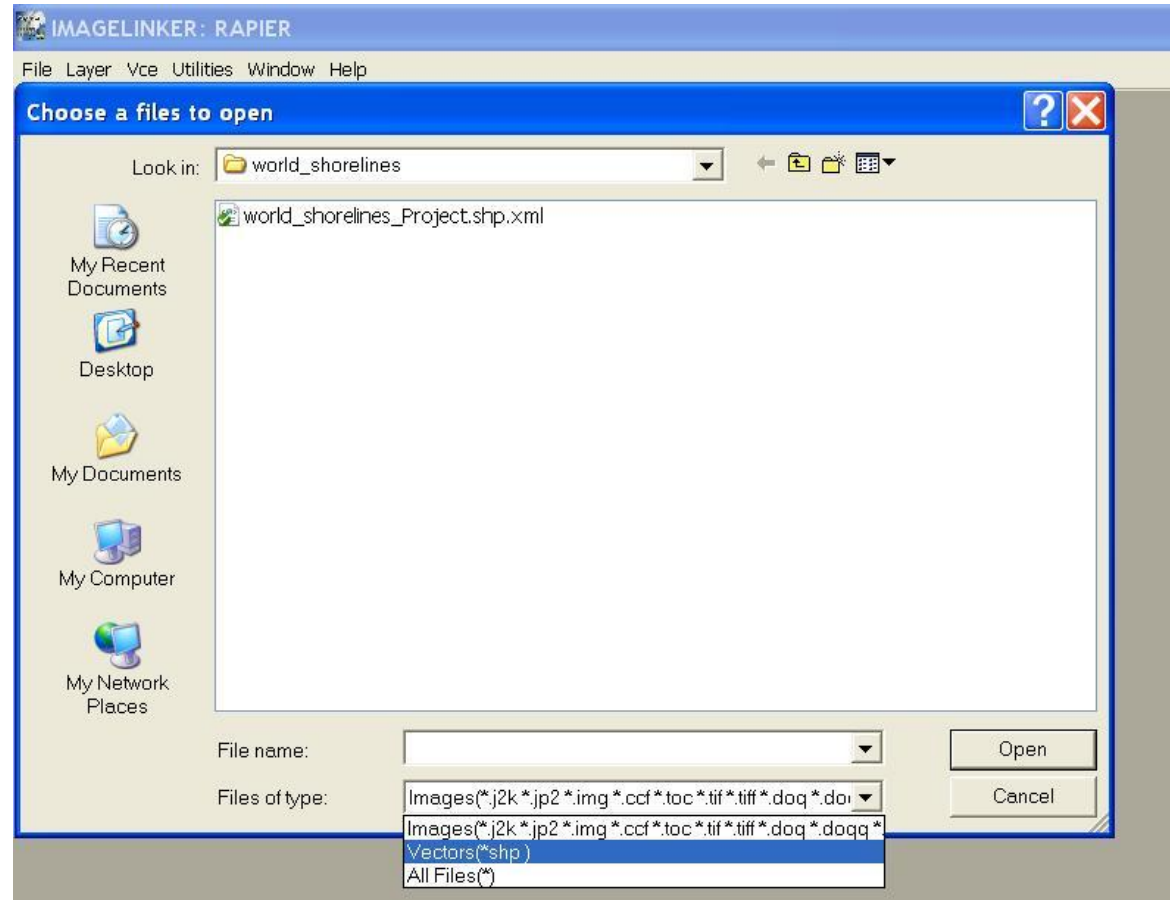 IMAGELINKER: RAPIER
File Layer Vce Utilities Window Help
Choose a files to open
Look in: world_shorelines
world_shorelines_Project.shp.xml
My Recent
Documents
Desktop
My Documents
My Computer
My Network
Places
File name:
Open
Files of type: Images(*.j2k *.jp2 *.img *.ccf *.toc *.tif *.tiff *.doq *.do
Cancel
Images(*.j2k *.jp2 *.img *.ccf *.toc *.tif *.tiff *.doq *.doqq *.
Vectors(*shp )
All Files(*)